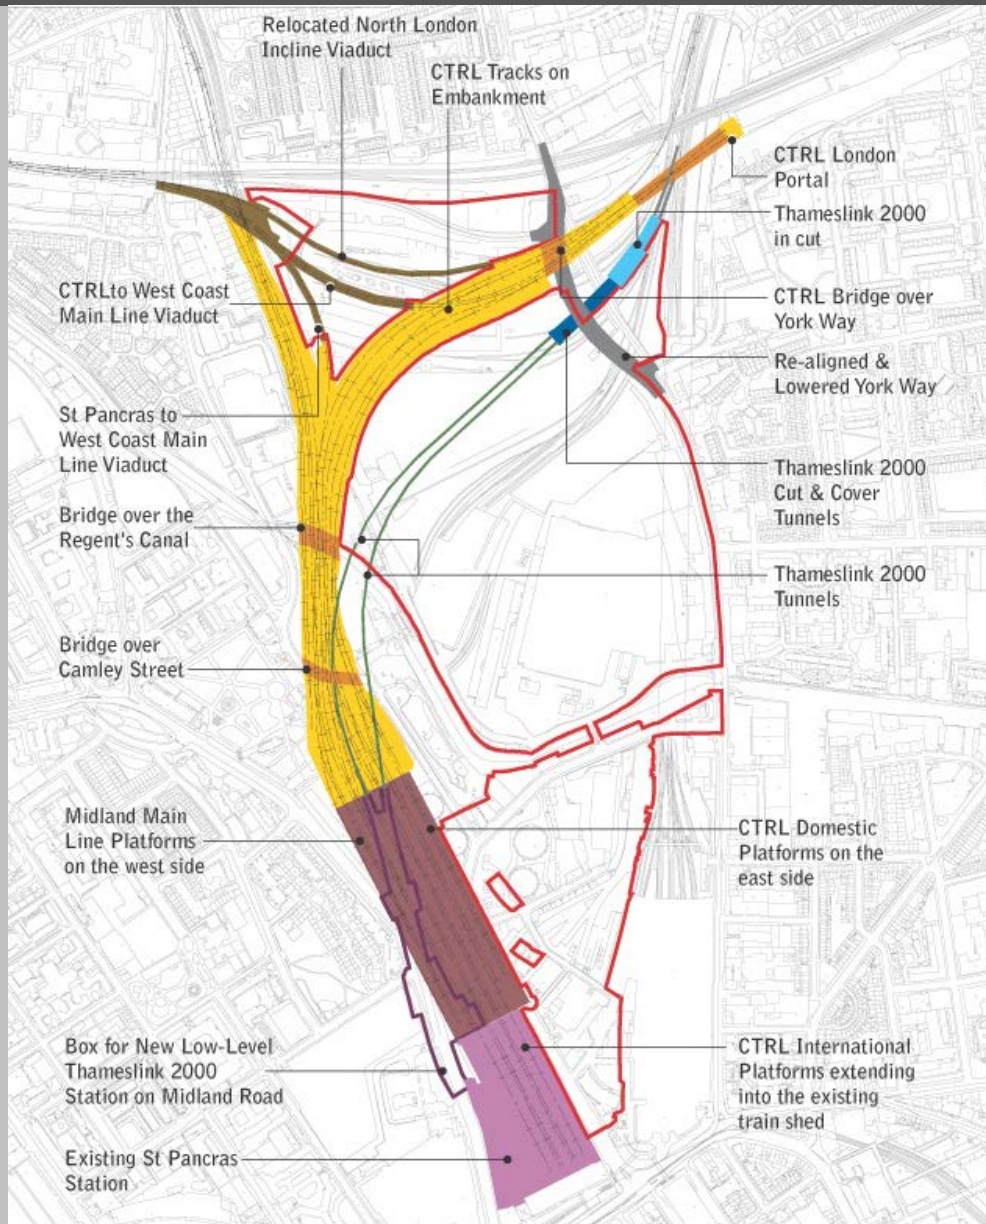 Relocated North London
Incline Viaduct
CTRL Tracks on
Embankment
CTRL London
Portal
Thameslink 2000
in cut
CTRLto West Coast
Main Line Viaduct
CTRL Bridge over
York Way
Re-aligned &
Lowered York Way
St Pancras to
West Coast Main
Line Viaduct
Thameslink 2000
Cut & Cover
Tunnels
Bridge over the
Regent's Canal
Thameslink 2000
Tunnels
Bridge over
Camley Street
Midland Main
Line Platforms
on the west side
CTRL Domestic
Platforms on the
east side
Box for New Low-Level
Thameslink 2000
Station on Midland Road
CTRL International
Platforms extending
into the existing
train shed
Existing St Pancras
Station